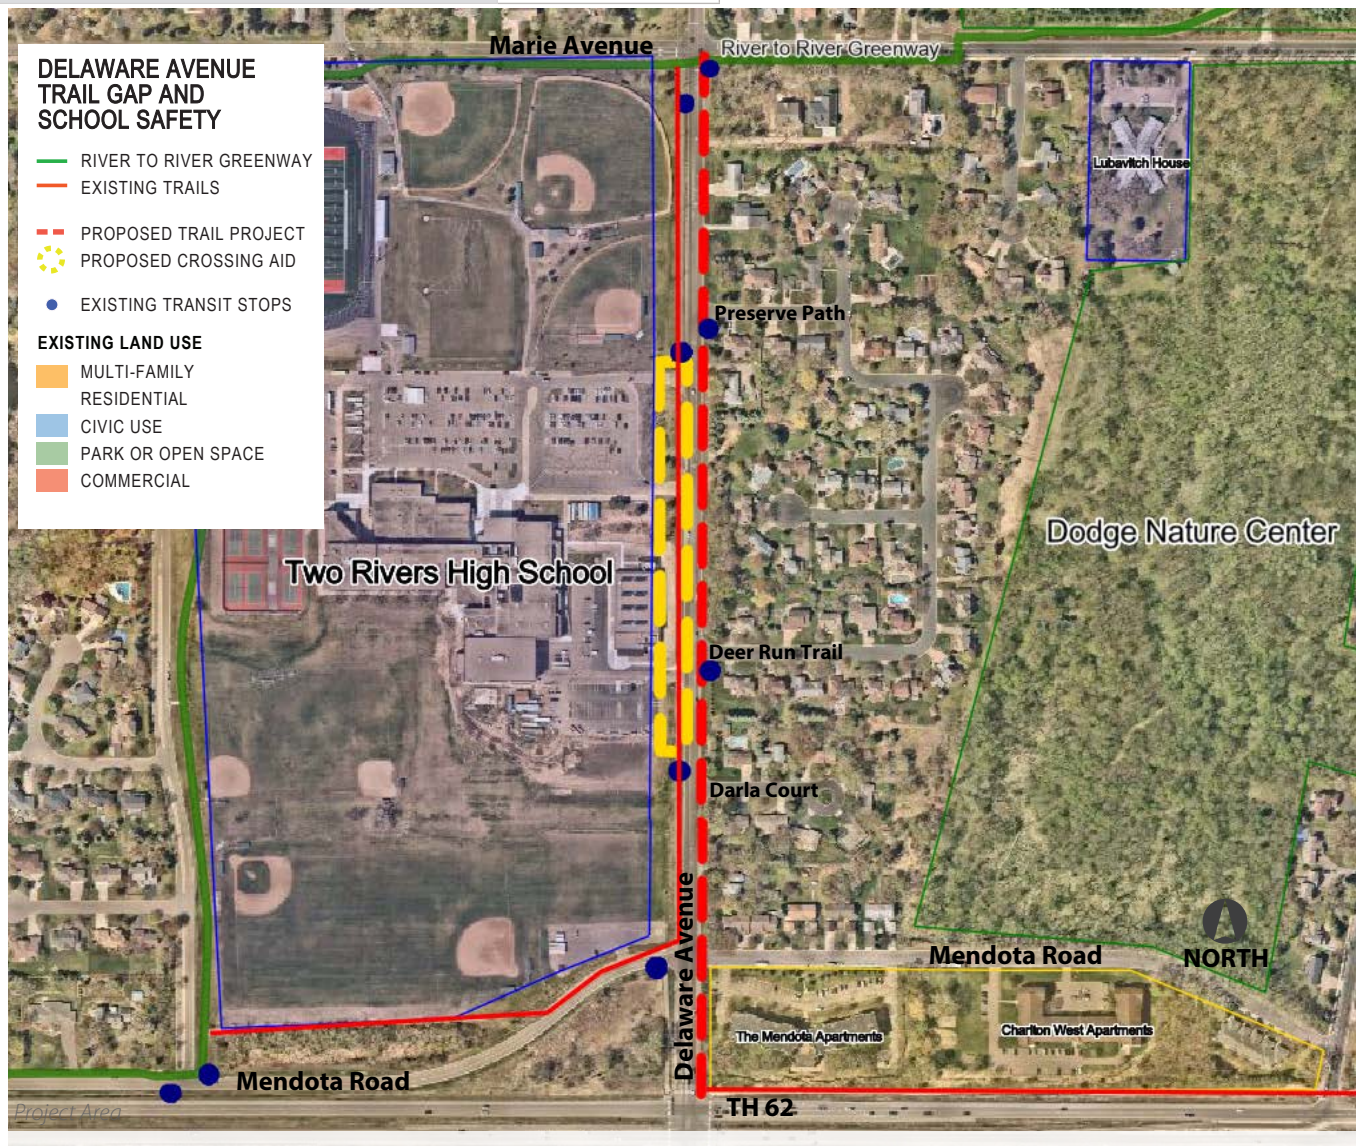 Marie Avenue
River to River Greenway
DELAWARE AVENUE
TRAIL GAP AND
SCHOOL SAFETY
RIVER TO RIVER GREENWAY
EXISTING TRAILS
PROPOSED TRAIL PROJECT
PROPOSED CROSSING AID
EXISTING TRANSIT STOPS
EXISTING LAND USE
MULTI-FAMILY
RESIDENTIAL
CIVIC USE
PARK OR OPEN SPACE
COMMERCIAL
Lubavitch House
Preserve Path
Dodge Nature Center
Two Rivers High School
Deer Run Trail
Darla Court
Delaware Avenue
Mendota Road
NORTH
The Mendota Apartments
Charlton West Apartments
Mendota Road
TH 62
Project Area